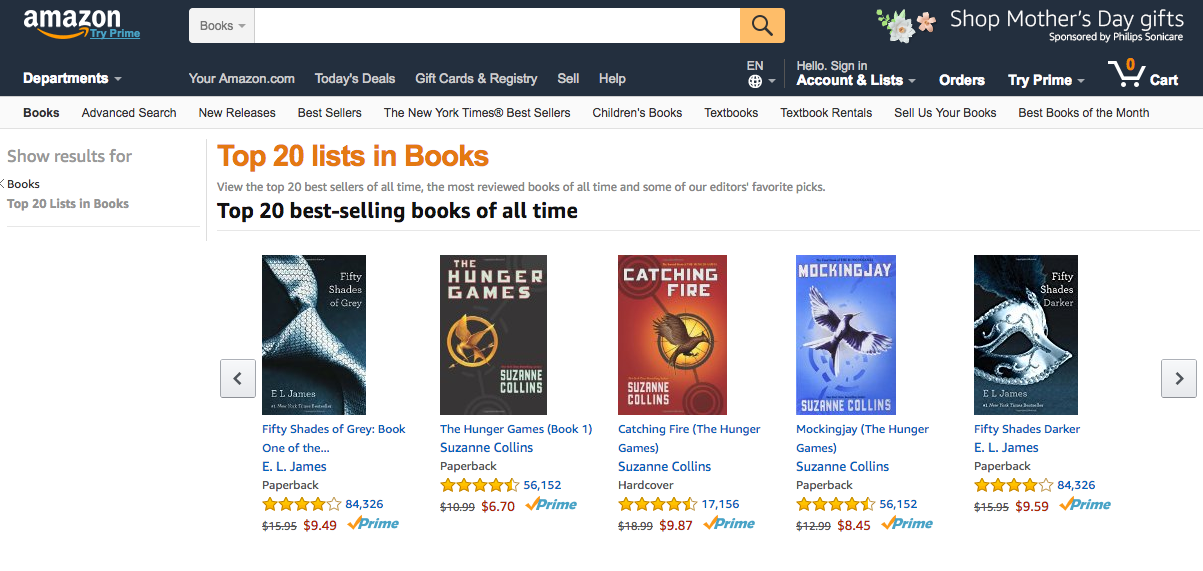 amazon
Try Prime
Books
Shop Mother's Day gifts
Sponsored by Philips Sonicare
Departments
Your Amazon.com
Today's Deals
Gift Cards & Registry
Sell
Help
EN
Hello. Sign in
Account & Lists
Orders
Try Prime
0
Cart
Books
Advanced Search
New Releases
Best Sellers
The New York Times® Best Sellers
Children's Books
Textbooks
Textbook Rentals
Sell Us Your Books
Best Books of the Month
Show results for
Books
Top 20 Lists in Books
Top 20 lists in Books
View the top 20 best sellers of all time, the most reviewed books of all time and some of our editors' favorite picks.
Top 20 best-selling books of all time
Fifty
Shades
of Grey
E L James
#1 New York Times Bestseller
Fifty Shades of Grey: Book
One of the...
E. L. James
Paperback
84,326
$15.95 $9.49 Prime
THE
HUNGER
GAMES
SUZANNE
COLLINS
The Hunger Games (Book 1)
Suzanne Collins
Paperback
56,152
$10.99 $6.70 Prime
CATCHING
FIRE
SUZANNE
COLLINS
Catching Fire (The Hunger
Games)
Suzanne Collins
Hardcover
17,156
$18.99 $9.87 Prime
MOCKINGJAY
SUZANNE COLLINS
Mockingjay (The Hunger
Games)
Suzanne Collins
Paperback
56,152
$12.99 $8.45 Prime
Fifty
Shades
Darker
E L James
#1 New York Times Bestseller
Fifty Shades Darker
E. L. James
Paperback
84,326
$15.95 $9.59 Prime